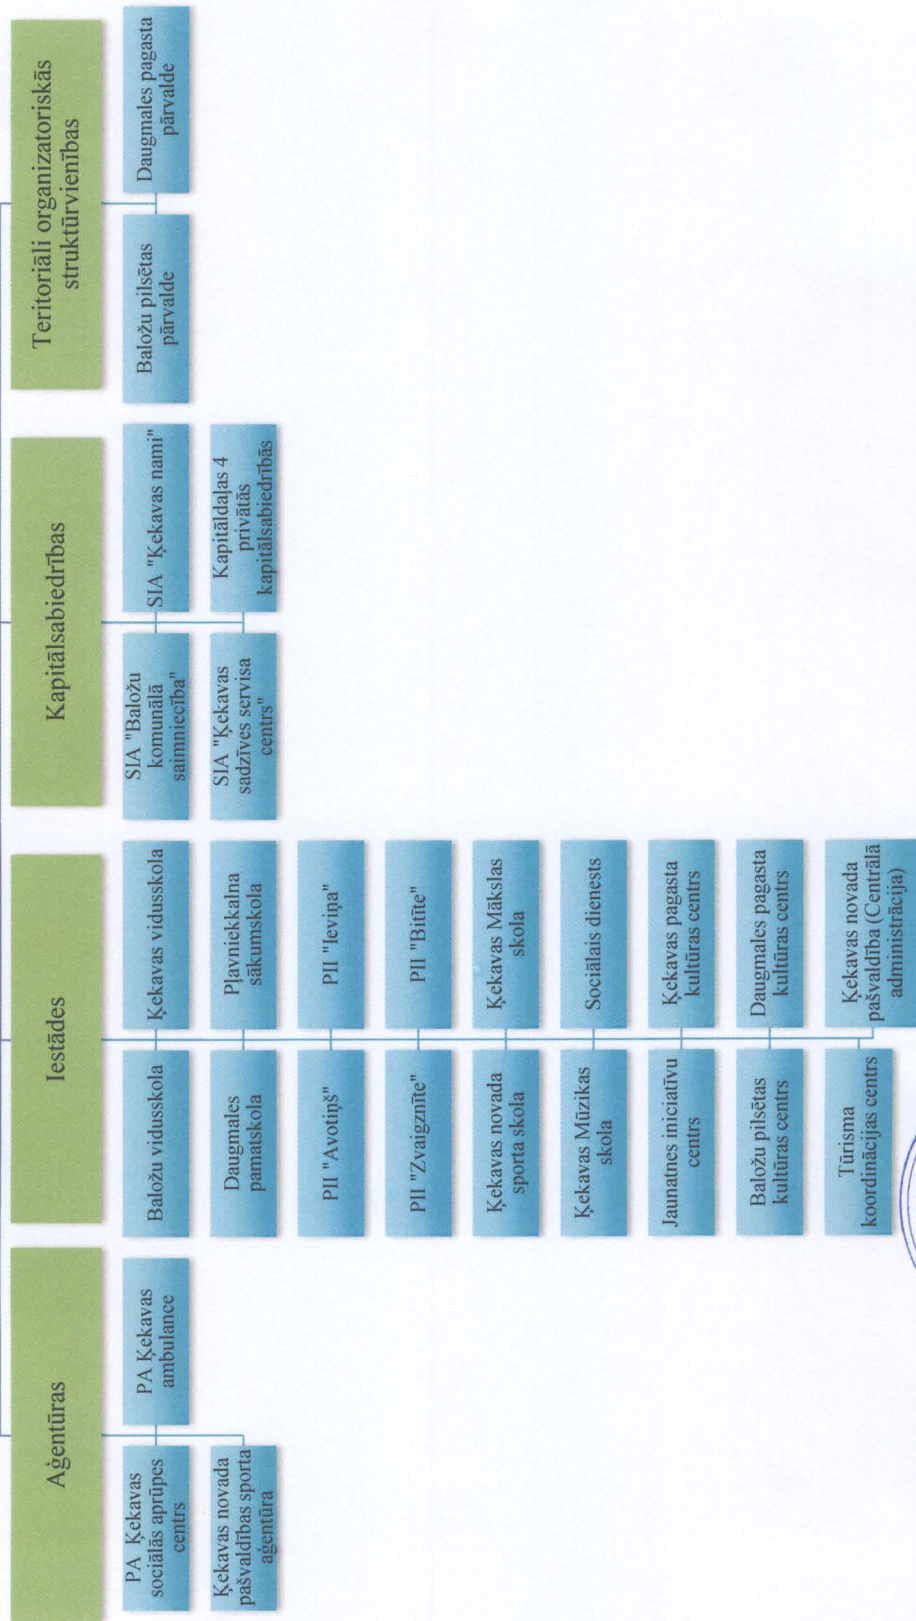 Aģentūras
PA Ķekavas
sociālās aprūpes
centrs
PA Ķekavas
ambulance
Ķekavas novada
pašvaldības sporta
aģentūra
Iestādes
Baložu vidusskola
Ķekavas vidusskola
Daugmales
pamatskola
Pļavniekkalna
sākumskola
PII "Avotiņš"
PII "Ieviņa"
PII "Zvaigznīte"
PII "Bitīte"
Ķekavas novada
sporta skola
Ķekavas Mākslas
skola
Ķekavas Mūzikas
skola
Sociālais dienests
Jaunatnes iniciatīvu
centrs
Ķekavas pagasta
kultūras centrs
Baložu pilsētas
kultūras centrs
Daugmales pagasta
kultūras centrs
Tūrisma
koordinācijas centrs
Ķekavas novada
pašvaldība (Centrālā
administrācija)
Kapitālsabiedrības
SIA "Baložu
komunālā
saimniecība"
SIA "Ķekavas nami"
SIA "Ķekavas
sadzīves servisa
centrs"
Kapitāldaļas 4
privātās
kapitālsabiedrībās
Teritoriāli organizatoriskās
struktūrvienības
Baložu pilsētas
pārvalde
Daugmales pagasta
pārvalde